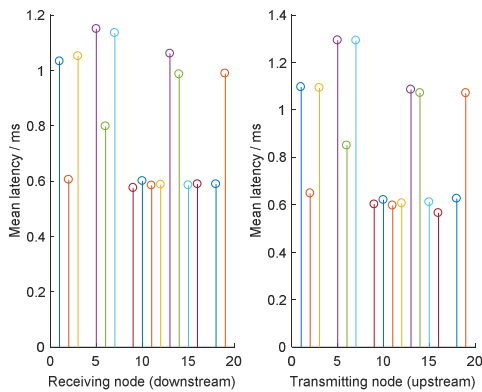 Mean latency / ms
1.2
1
0.8
0.6
0.4
0.2
0
0 5 10 15 20
Receiving node (downstream)
Mean latency / ms
1.4
1.2
1
0.8
0.6
0.4
0.2
0
0 5 10 15 20
Transmitting node (upstream)